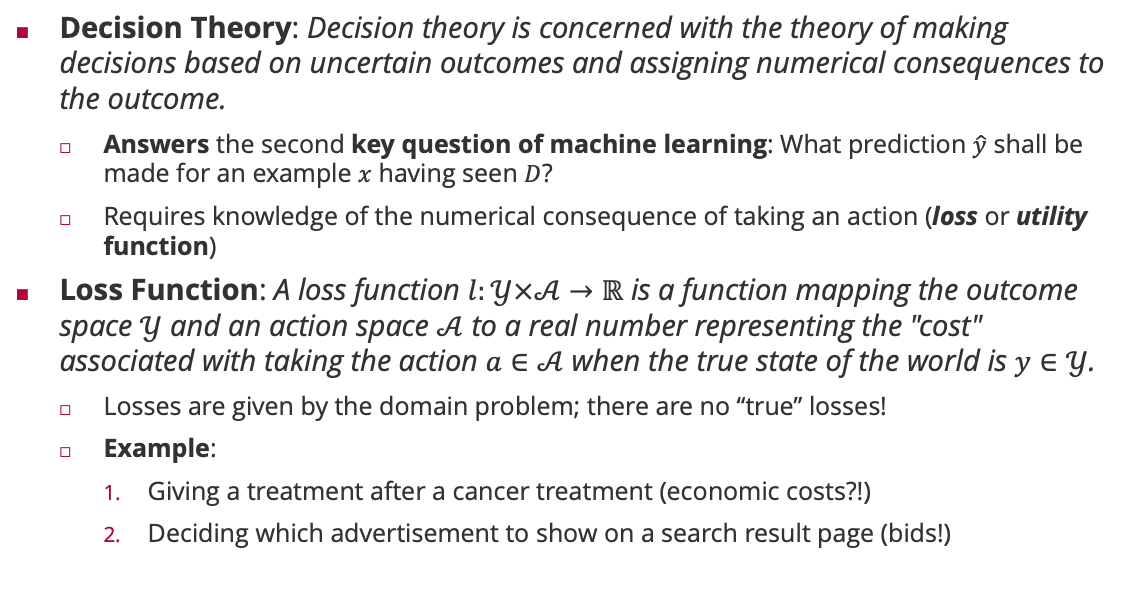 ▪ Decision Theory: Decision theory is concerned with the theory of making
decisions based on uncertain outcomes and assigning numerical consequences to
the outcome.
▫ Answers the second key question of machine learning: What prediction ŷ shall be
made for an example x having seen D?
▫ Requires knowledge of the numerical consequence of taking an action (loss or utility
function)
▪ Loss Function: A loss function l: 𝒴×𝒜 → ℝ is a function mapping the outcome
space 𝒴 and an action space 𝒜 to a real number representing the "cost"
associated with taking the action a ∈ 𝒜 when the true state of the world is y ∈ 𝒴.
▫ Losses are given by the domain problem; there are no “true” losses!
▫ Example:
1. Giving a treatment after a cancer treatment (economic costs?!)
2. Deciding which advertisement to show on a search result page (bids!)